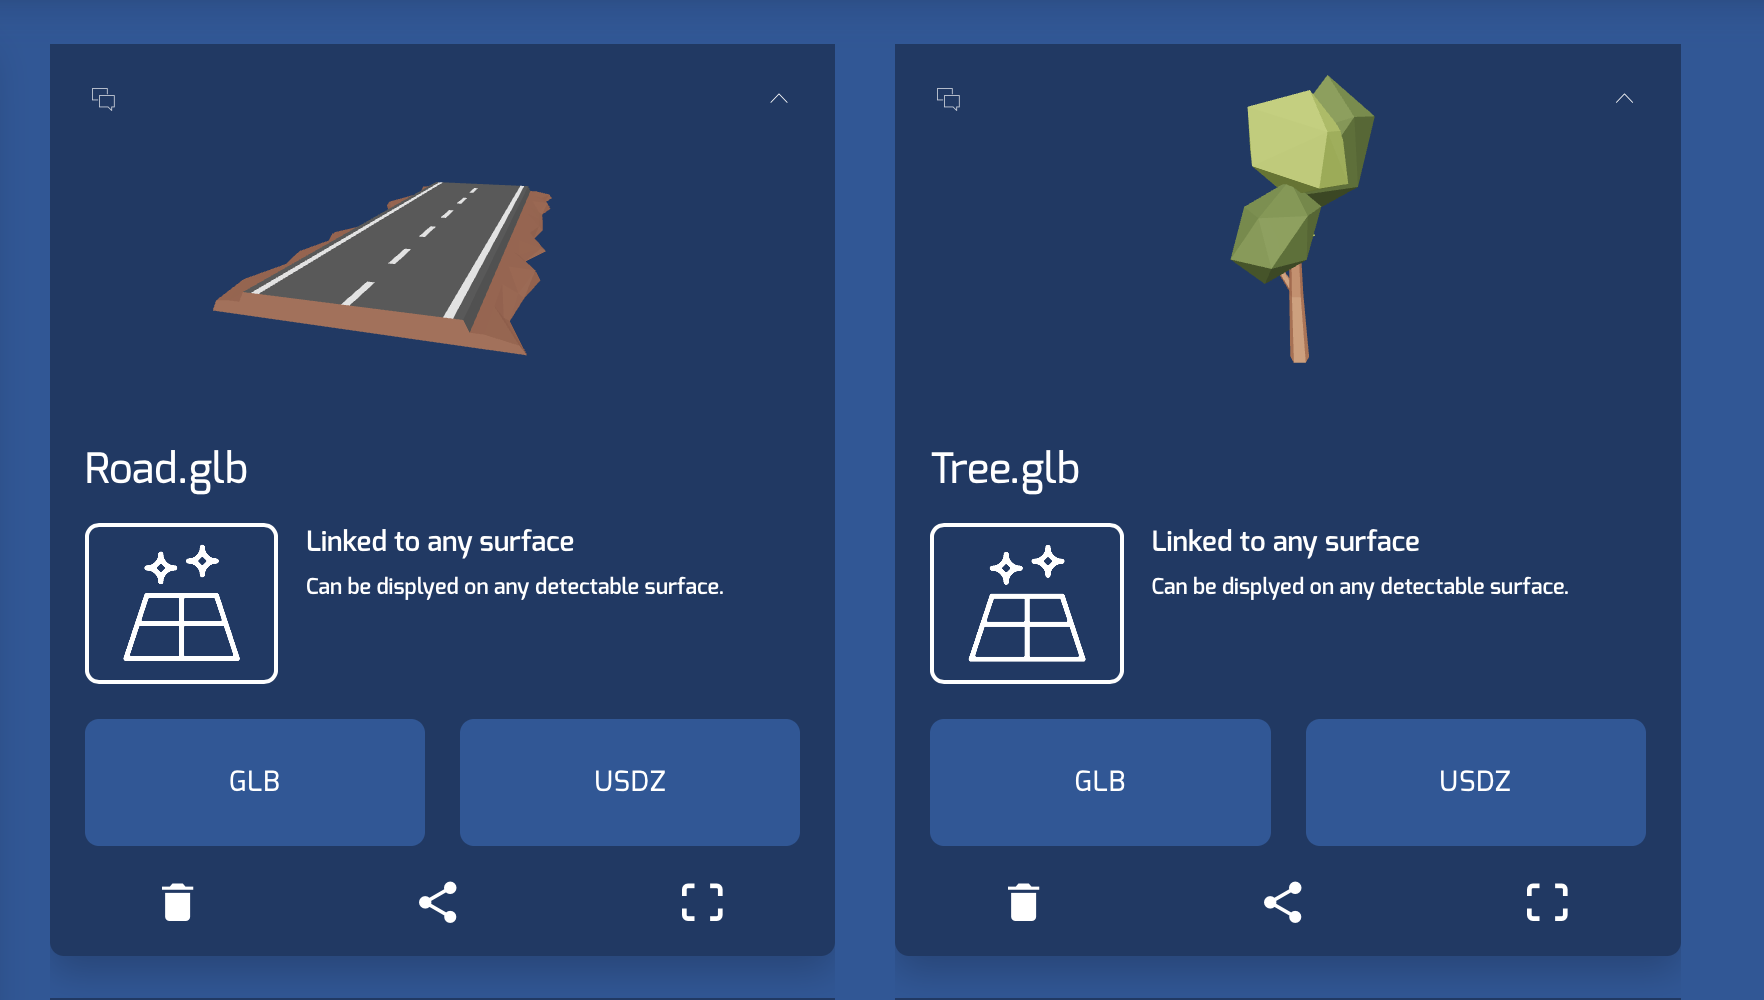 Road.glb
Linked to any surface
Can be displyed on any detectable surface.
GLB
USDZ
Tree.glb
Linked to any surface
Can be displyed on any detectable surface.
GLB
USDZ